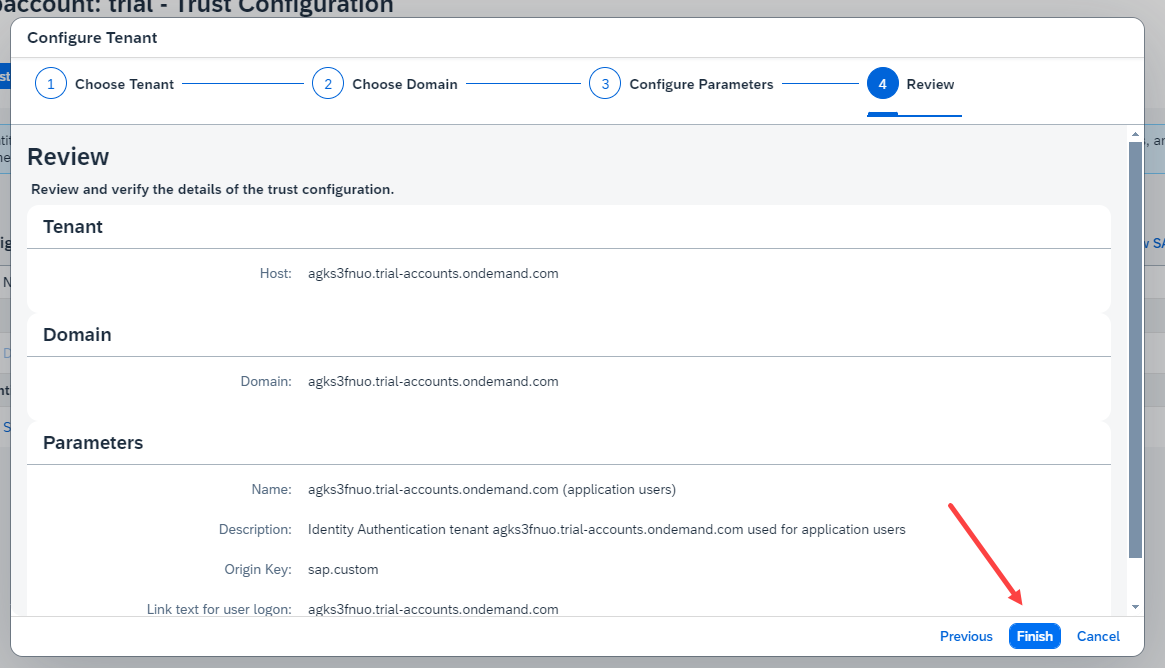 account: trial - Trust Configuration
Configure Tenant
1 Choose Tenant 2 Choose Domain 3 Configure Parameters 4 Review
Review
Review and verify the details of the trust configuration.
Tenant
Host: agks3fnuo.trial-accounts.ondemand.com
Domain
Domain: agks3fnuo.trial-accounts.ondemand.com
Parameters
Name: agks3fnuo.trial-accounts.ondemand.com (application users)
Description: Identity Authentication tenant agks3fnuo.trial-accounts.ondemand.com used for application users
Origin Key: sap.custom
Link text for user logon: agks3fnuo.trial-accounts.ondemand.com
Previous Finish Cancel